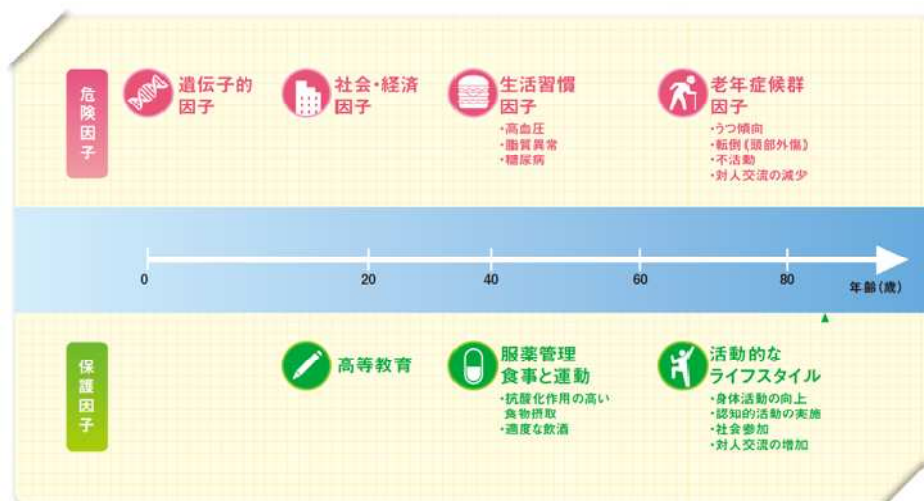 危険因子
遺伝子的
因子
社会・経済
因子
生活習慣
因子
・高血圧
・脂質異常
・糖尿病
老年症候群
因子
・うつ傾向
・転倒(頭部外傷)
・不活動
・対人交流の減少
0
20
40
60
80
年齢(歳)
保護因子
高等教育
服薬管理
食事と運動
・抗酸化作用の高い
食物摂取
・適度な飲酒
活動的な
ライフスタイル
・身体活動の向上
・認知的活動の実施
・社会参加
・対人交流の増加